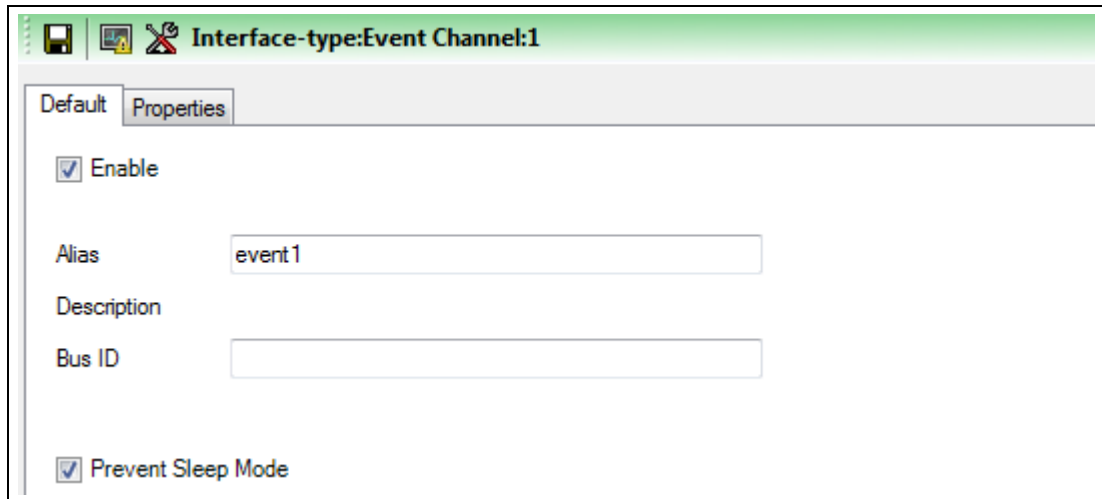 Interface-type:Event Channel:1
Default Properties
Enable
Alias event1
Description
Bus ID
Prevent Sleep Mode